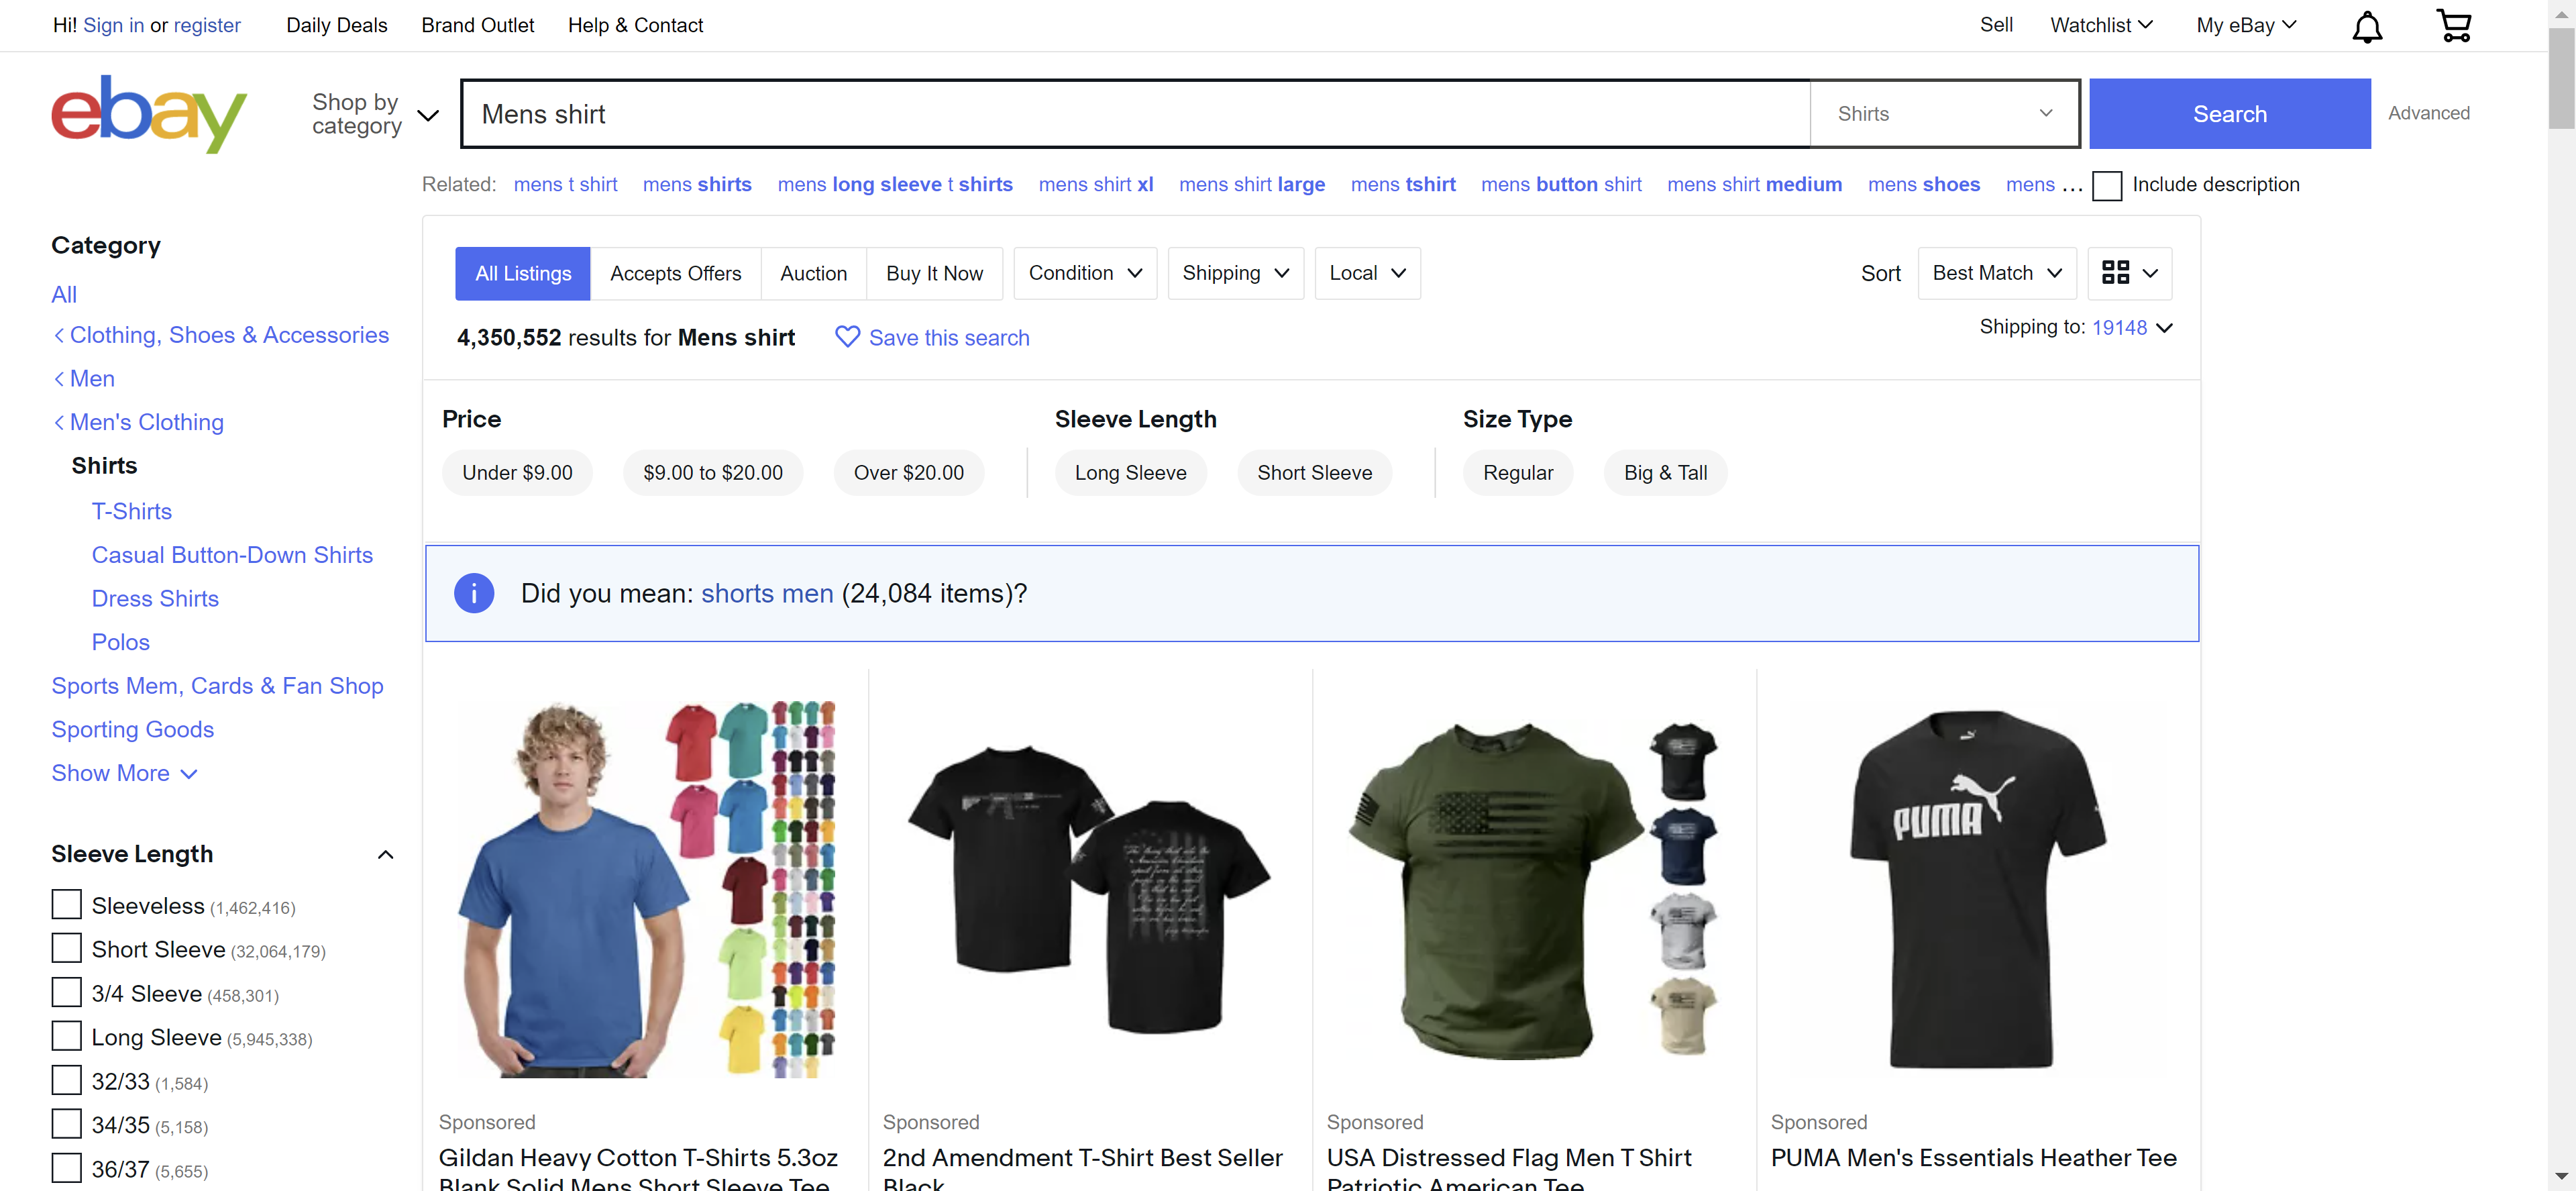 Hi! Sign in or register Daily Deals Brand Outlet Help & Contact Sell Watchlist My eBay
ebay
Shop by category
Mens shirt
Shirts
Search
Advanced
Related: mens t shirt mens shirts mens long sleeve t shirts mens shirt xl mens shirt large mens tshirt mens button shirt mens shirt medium mens shoes mens ... Include description
Category
All
Clothing, Shoes & Accessories
Men
Men's Clothing
Shirts
T-Shirts
Casual Button-Down Shirts
Dress Shirts
Polos
Sports Mem, Cards & Fan Shop
Sporting Goods
Show More
Sleeve Length
Sleeveless (1,462,416)
Short Sleeve (32,064,179)
3/4 Sleeve (458,301)
Long Sleeve (5,945,338)
32/33 (1,584)
34/35 (5,158)
36/37 (5,655)
All Listings Accepts Offers Auction Buy It Now Condition Shipping Local Sort Best Match
4,350,552 results for Mens shirt Save this search Shipping to: 19148
Price
Under $9.00 $9.00 to $20.00 Over $20.00
Sleeve Length
Long Sleeve Short Sleeve
Size Type
Regular Big & Tall
Did you mean: shorts men (24,084 items)?
PUMA
Sponsored
Gildan Heavy Cotton T-Shirts 5.3oz
Blank Solid Mens Short Sleeve Tee
Sponsored
2nd Amendment T-Shirt Best Seller
Black
Sponsored
USA Distressed Flag Men T Shirt
Patriotic American Tee
Sponsored
PUMA Men's Essentials Heather Tee